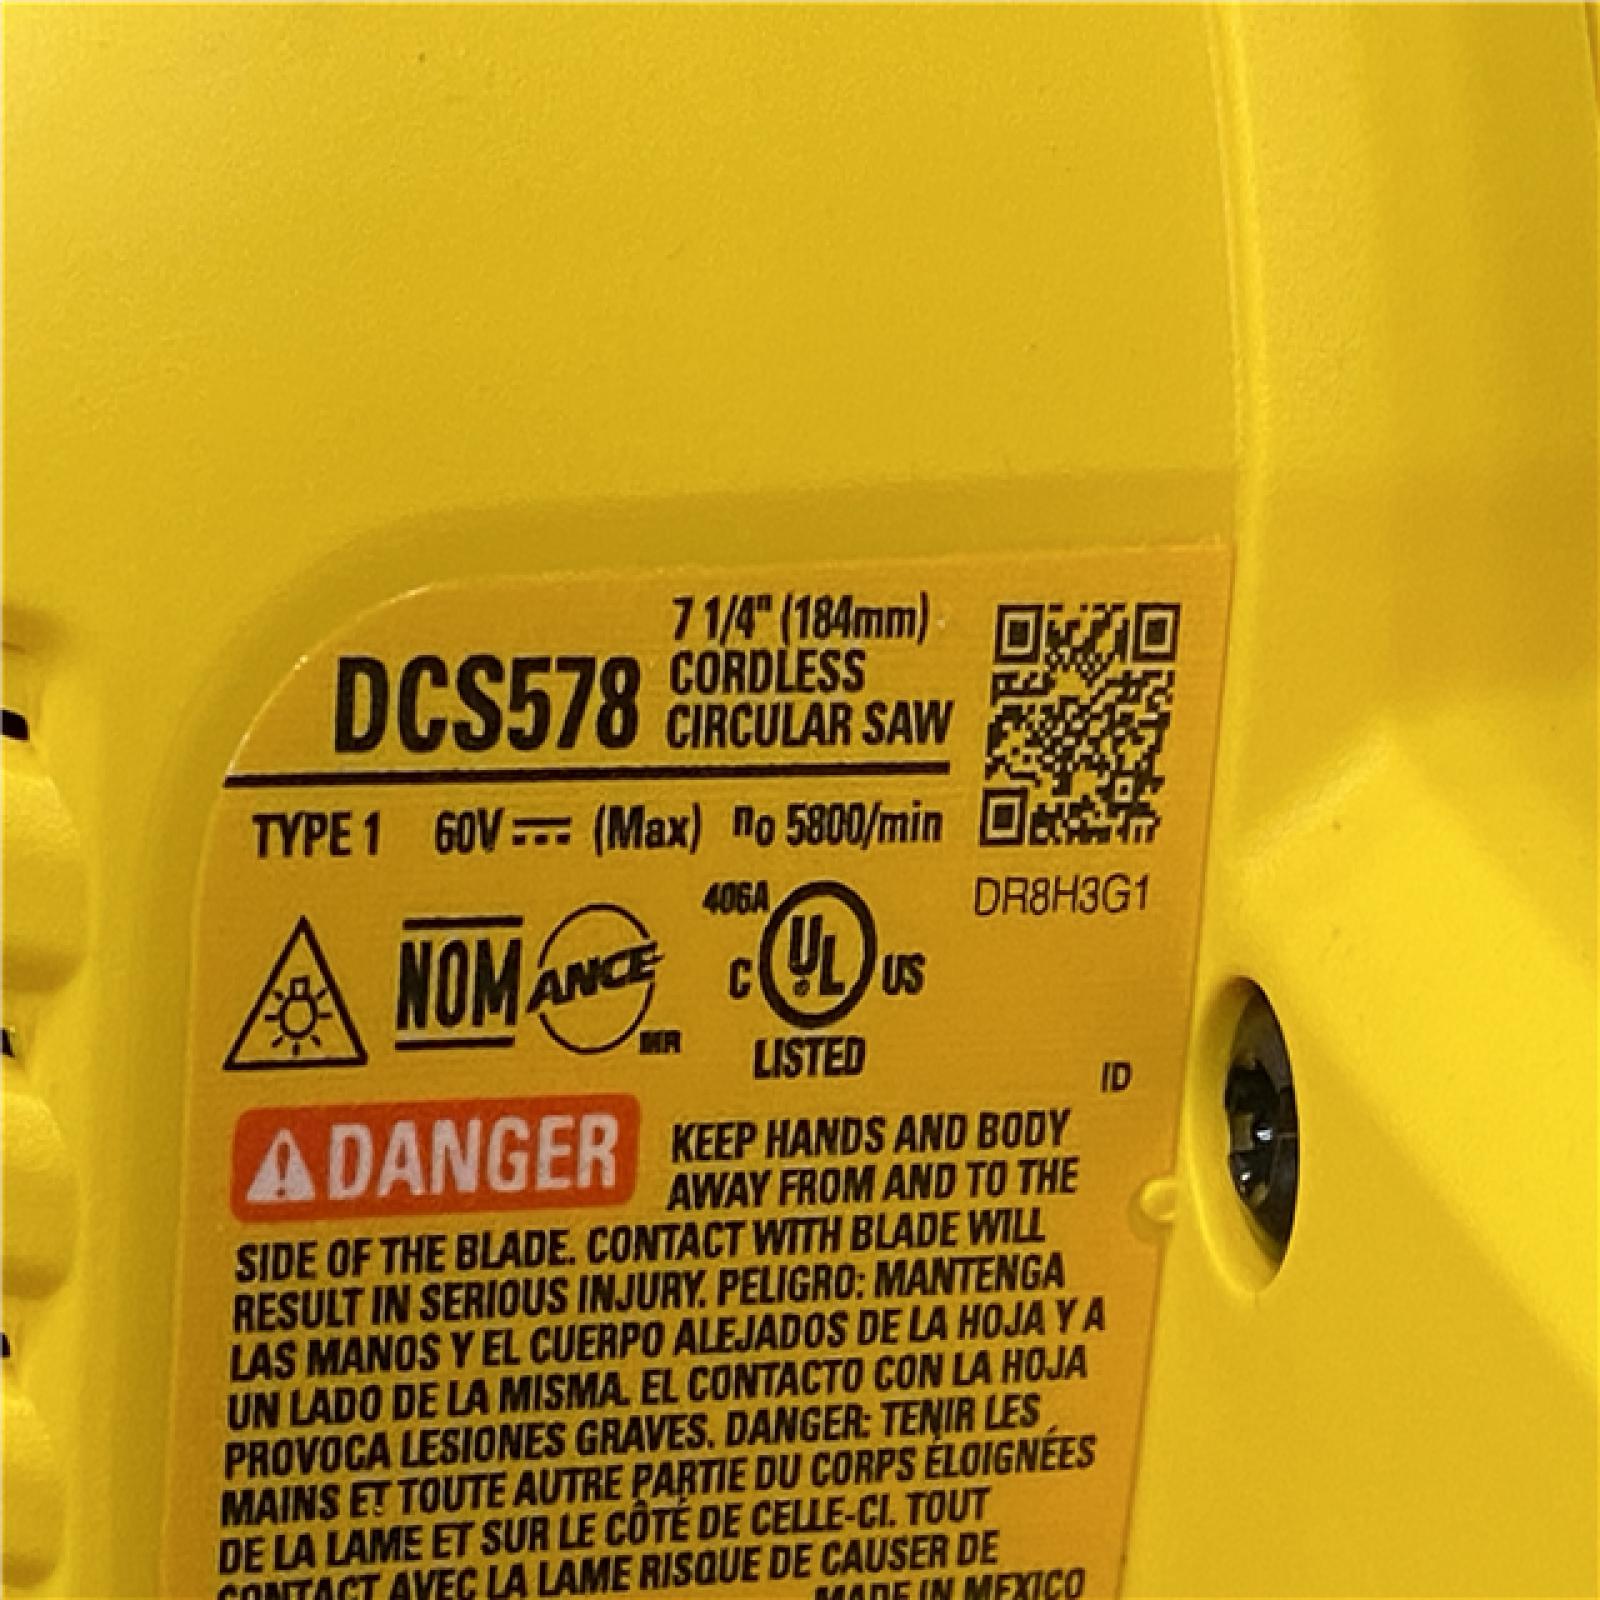 7 1/4" (184mm)
DCS578 CORDLESS
CIRCULAR SAW
TYPE 1 60V (Max) no 5800/min
DR8H3G1
NOM ANCE MR
406A
C UL US
LISTED
ID
DANGER KEEP HANDS AND BODY
AWAY FROM AND TO THE
SIDE OF THE BLADE. CONTACT WITH BLADE WILL
RESULT IN SERIOUS INJURY. PELIGRO: MANTENGA
LAS MANOS Y EL CUERPO ALEJADOS DE LA HOJA Y A
UN LADO DE LA MISMA. EL CONTACTO CON LA HOJA
PROVOCA LESIONES GRAVES. DANGER: TENIR LES
MAINS ET TOUTE AUTRE PARTIE DU CORPS ÉLOIGNÉES
DE LA LAME ET SUR LE CÔTÉ DE CELLE-CI. TOUT
CONTACT AVEC LA LAME RISQUE DE CAUSER DE
MADE IN MEXICO